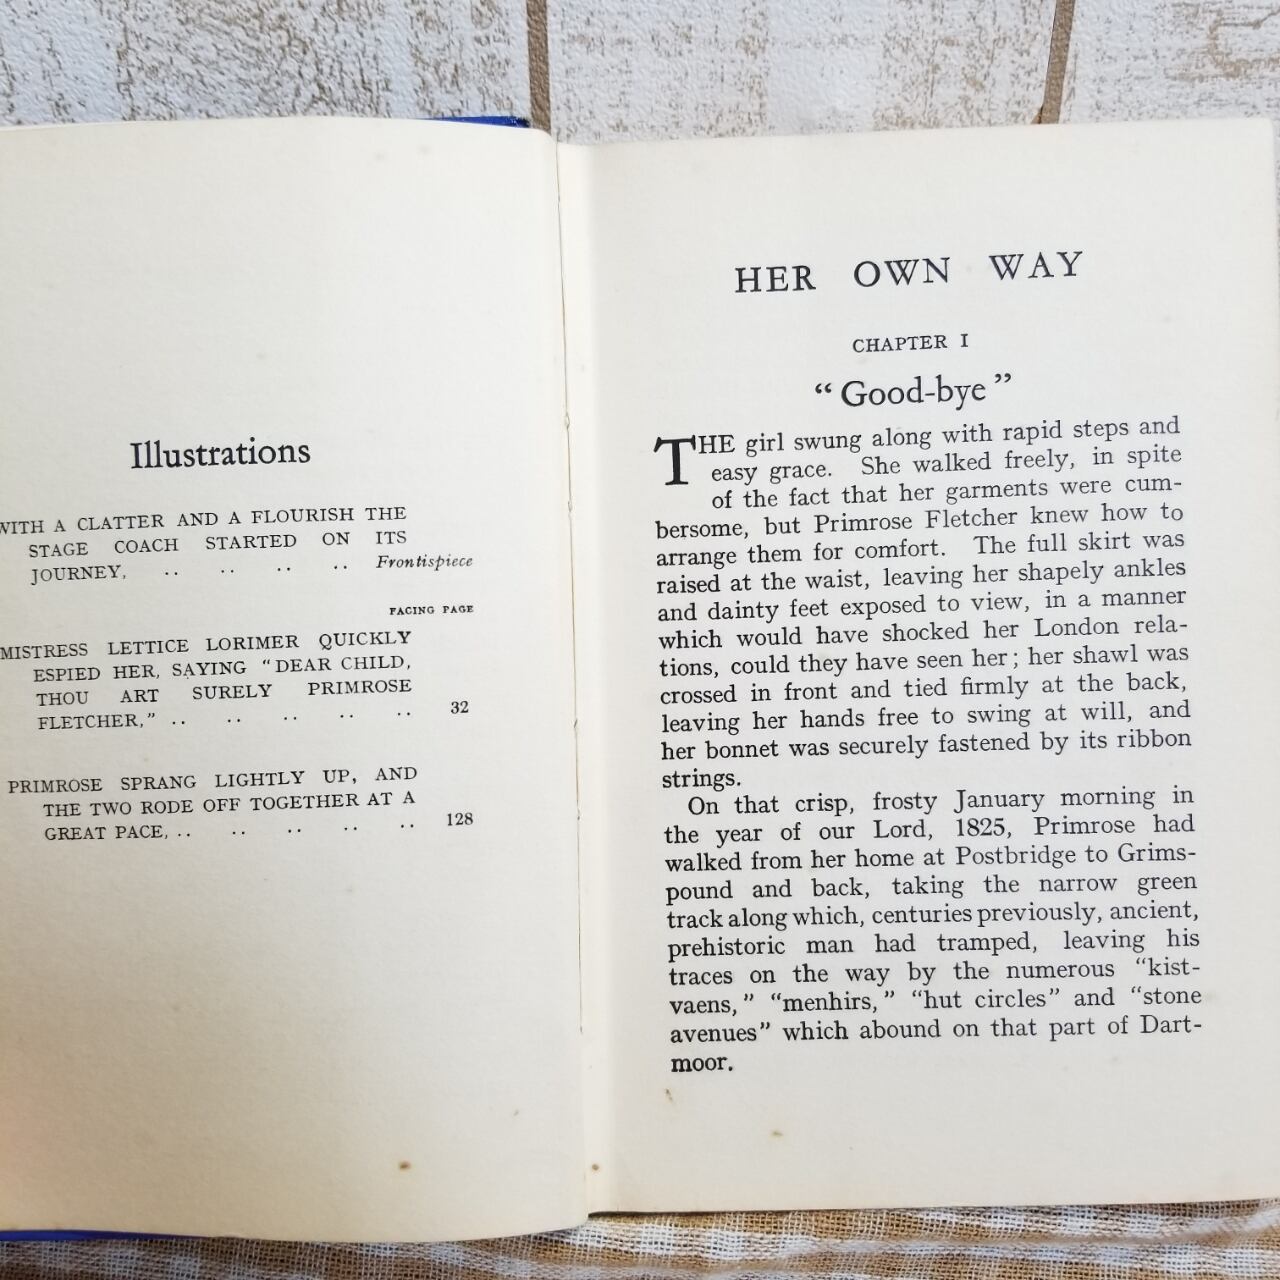 Illustrations
WITH A CLATTER AND A FLOURISH THE
STAGE COACH STARTED ON ITS
JOURNEY, .. .. .. .. Frontispiece
FACING PAGE
MISTRESS LETTICE LORIMER QUICKLY
ESPIED HER, SAYING "DEAR CHILD,
THOU ART SURELY PRIMROSE
FLETCHER," .. .. .. .. .. 32
PRIMROSE SPRANG LIGHTLY UP, AND
THE TWO RODE OFF TOGETHER AT A
GREAT PACE, .. .. .. .. .. 128
HER OWN WAY
CHAPTER I
“Good-bye”
THE girl swung along with rapid steps and
easy grace. She walked freely, in spite
of the fact that her garments were cum-
bersome, but Primrose Fletcher knew how to
arrange them for comfort. The full skirt was
raised at the waist, leaving her shapely ankles
and dainty feet exposed to view, in a manner
which would have shocked her London rela-
tions, could they have seen her; her shawl was
crossed in front and tied firmly at the back,
leaving her hands free to swing at will, and
her bonnet was securely fastened by its ribbon
strings.
On that crisp, frosty January morning in
the year of our Lord, 1825, Primrose had
walked from her home at Postbridge to Grims-
pound and back, taking the narrow green
track along which, centuries previously, ancient,
prehistoric man had tramped, leaving his
traces on the way by the numerous “kist-
vaens,” “menhirs,” “hut circles” and “stone
avenues” which abound on that part of Dart-
moor.